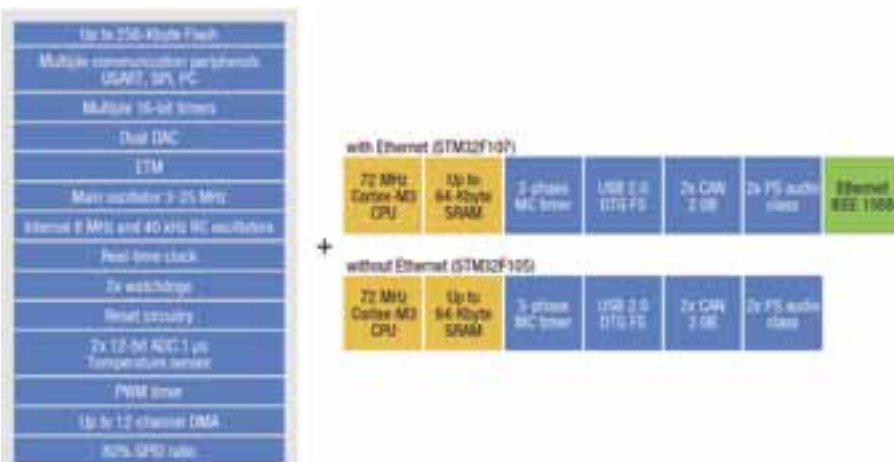 Up to 256-Kbyte Flash
Multiple communication peripherals
USART, SPI, I²C
Multiple 16-bit timers
Dual DAC
ETM
Main oscillator 3-25 MHz
Internal 8 MHz and 40 kHz RC oscillators
Real-time clock
2x watchdogs
Reset circuitry
2x 12-bit ADC 1 µs
Temperature sensor
PWM timer
Up to 12-channel DMA
80% GPIO ratio
+
with Ethernet (STM32F107)
72 MHz
Cortex-M3
CPU
Up to
64-Kbyte
SRAM
3-phase
MC timer
USB 2.0
OTG FS
2x CAN
2.0B
2x I²S audio
class
Ethernet
IEEE 1588
without Ethernet (STM32F105)
72 MHz
Cortex-M3
CPU
Up to
64-Kbyte
SRAM
3-phase
MC timer
USB 2.0
OTG FS
2x CAN
2.0B
2x I²S audio
class